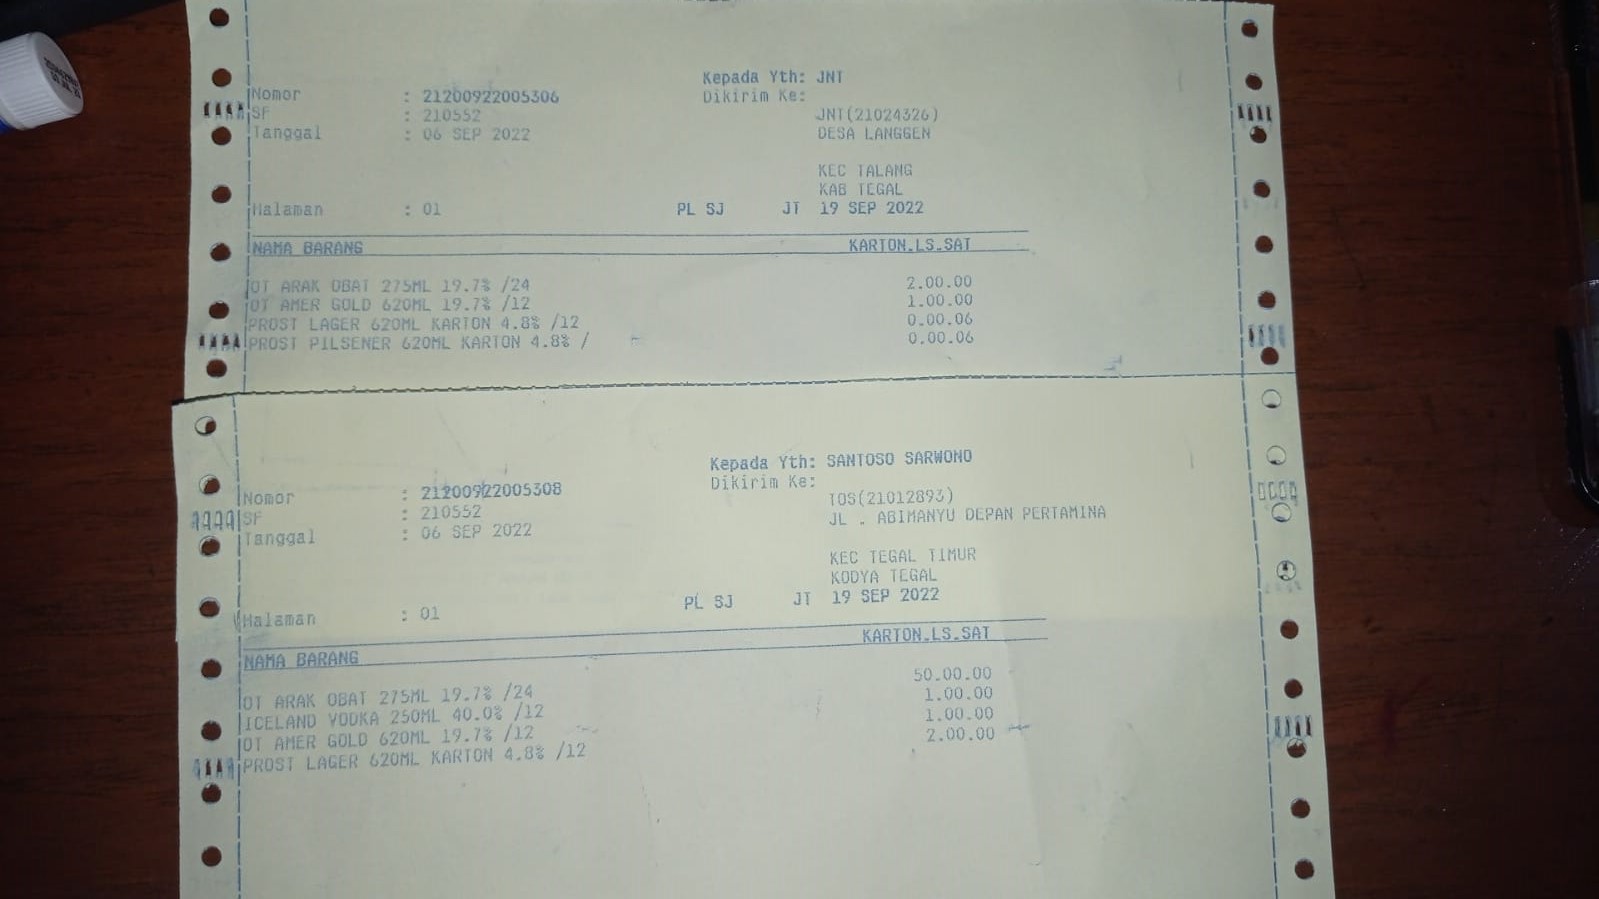 Kepada Yth: JNT
Nomor : 21200922005306 Dikirim Ke:
SF : 210552 JNT(21024326)
Tanggal : 06 SEP 2022 DESA LANGGEN
KEC TALANG
KAB TEGAL
Halaman : 01 PL SJ JT 19 SEP 2022
NAMA BARANG KARTON.LS.SAT
OT ARAK OBAT 275ML 19.7% /24 2.00.00
OT AMER GOLD 620ML 19.7% /12 1.00.00
PROST LAGER 620ML KARTON 4.8% /12 0.00.06
PROST PILSENER 620ML KARTON 4.8% / 0.00.06
Kepada Yth: SANTOSO SARWONO
Dikirim Ke:
Nomor : 21200922005308 TOS(21012893)
SF : 210552 JL . ABIMANYU DEPAN PERTAMINA
Tanggal : 06 SEP 2022
KEC TEGAL TIMUR
KODYA TEGAL
Halaman : 01 PL SJ JT 19 SEP 2022
NAMA BARANG KARTON.LS.SAT
OT ARAK OBAT 275ML 19.7% /24 50.00.00
ICELAND VODKA 250ML 40.0% /12 1.00.00
OT AMER GOLD 620ML 19.7% /12 1.00.00
PROST LAGER 620ML KARTON 4.8% /12 2.00.00